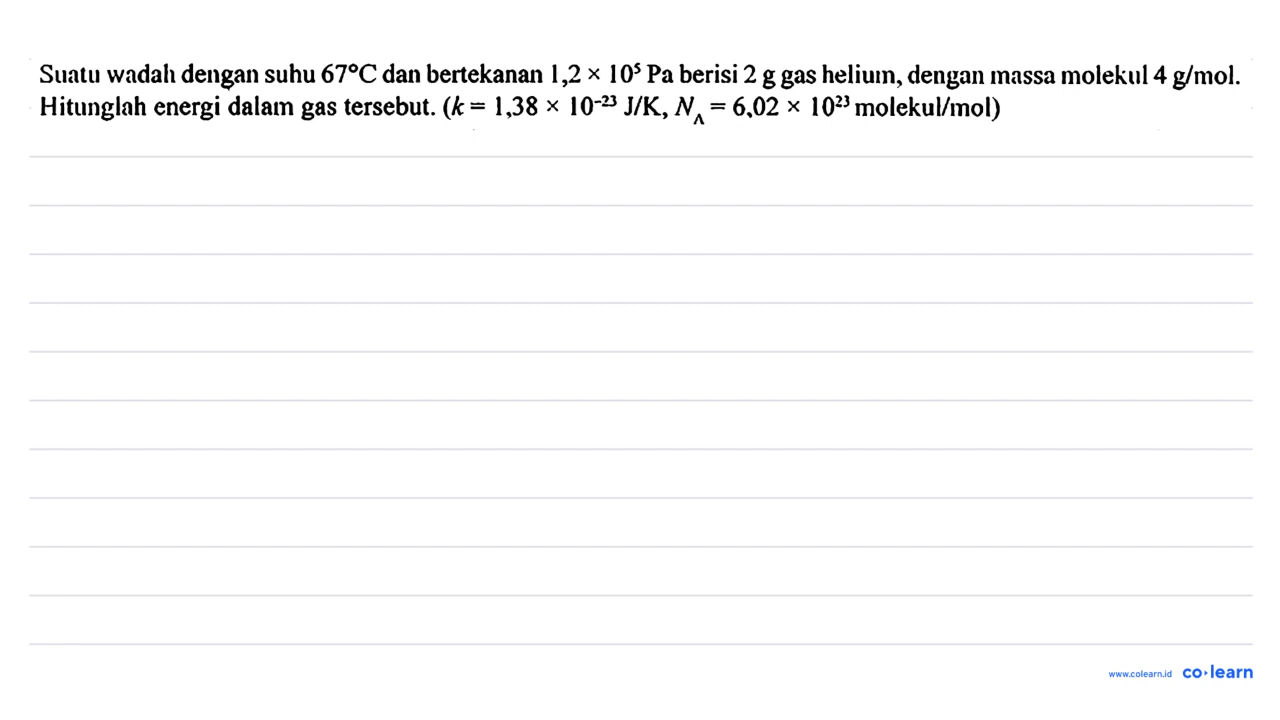 Suatu wadah dengan suhu 67°C dan bertekanan 1,2 × 10⁵ Pa berisi 2 g gas helium, dengan massa molekul 4 g/mol.
Hitunglah energi dalam gas tersebut. (k = 1,38 × 10⁻²³ J/K, N_A = 6,02 × 10²³ molekul/mol)
www.colearn.id co·learn